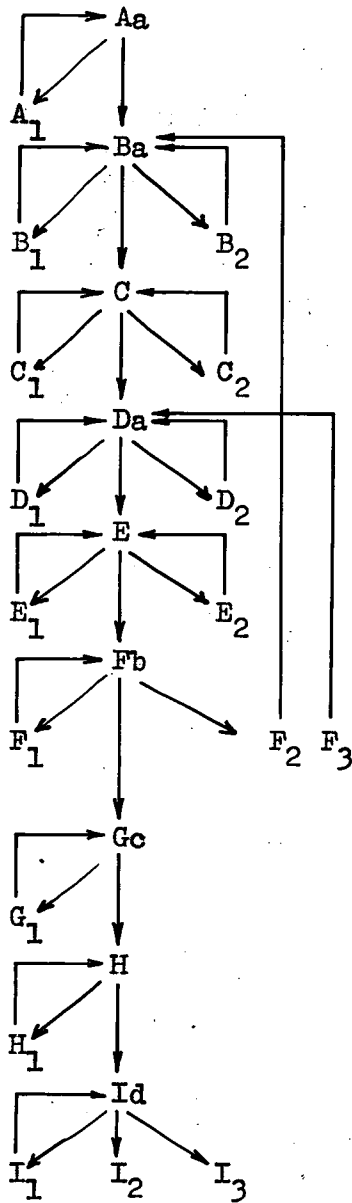 Aa
A1
Ba
B1 B2
C
C1 C2
Da
D1 D2
E
E1 E2
Fb
F1 F2 F3
Gc
G1
H
H1
Id
I1 I2 I3